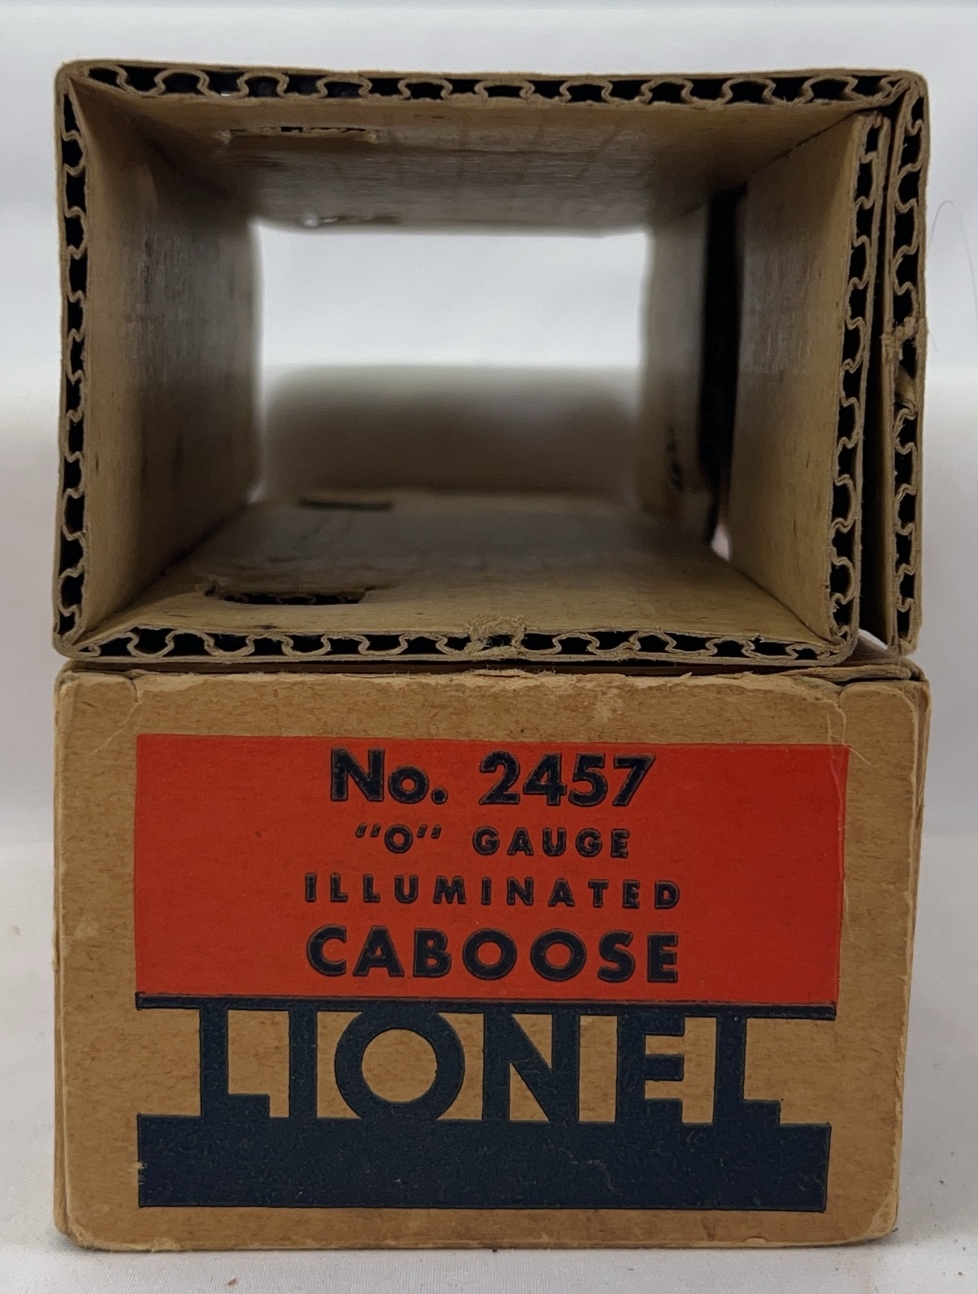 No. 2457
"O" GAUGE
ILLUMINATED
CABOOSE
LIONEL